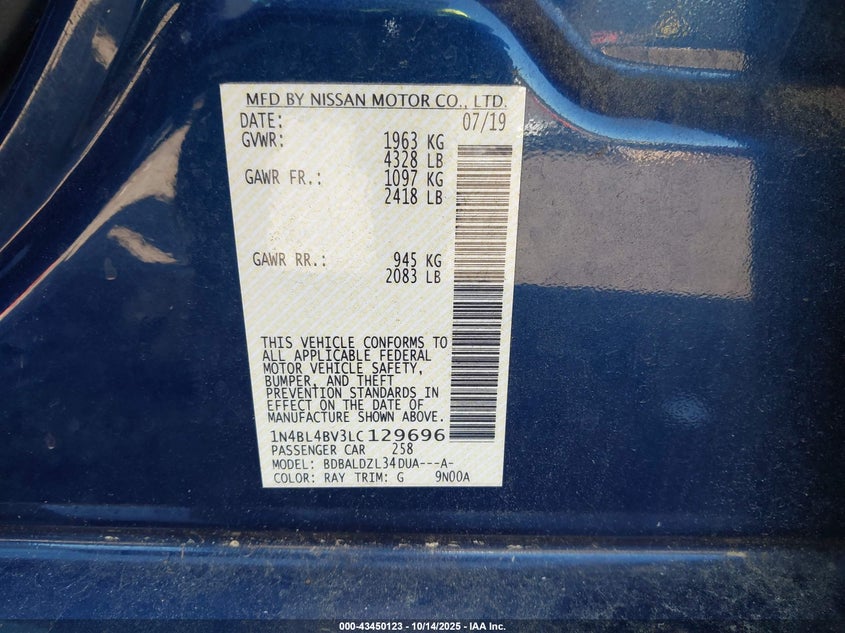 MFD BY NISSAN MOTOR CO., LTD.
DATE: 07/19
GVWR: 1963 KG
4328 LB
GAWR FR.: 1097 KG
2418 LB
GAWR RR.: 945 KG
2083 LB
THIS VEHICLE CONFORMS TO
ALL APPLICABLE FEDERAL
MOTOR VEHICLE SAFETY,
BUMPER, AND THEFT
PREVENTION STANDARDS IN
EFFECT ON THE DATE OF
MANUFACTURE SHOWN ABOVE.
1N4BL4BV3LC129696
PASSENGER CAR 258
MODEL: BDBALDZL34DUA---A-
COLOR: RAY TRIM: G 9N00A
000-43450123 - 10/14/2025 - IAA Inc.